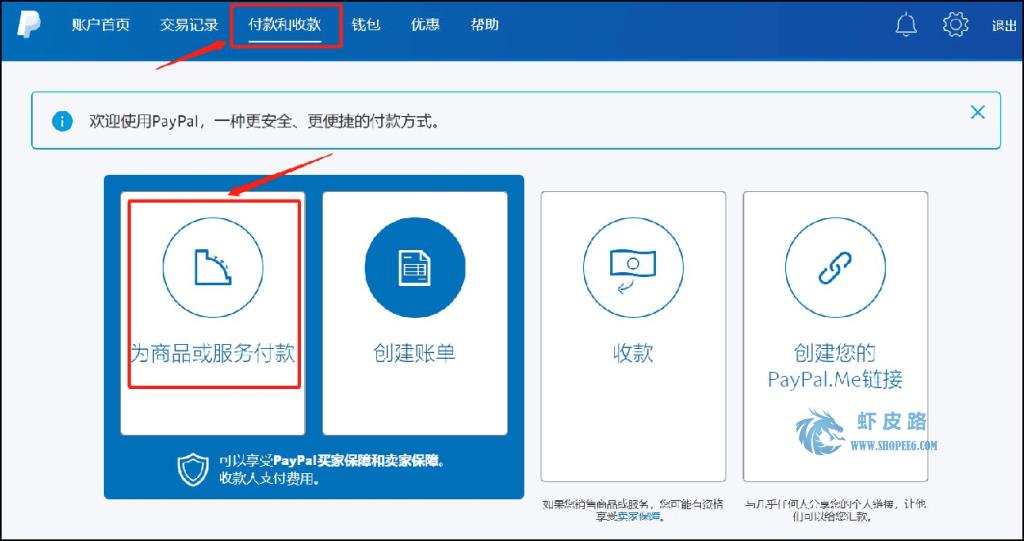 账户首页 交易记录 付款和收款 钱包 优惠 帮助 退出
欢迎使用PayPal，一种更安全、更便捷的付款方式。
为商品或服务付款
创建账单
收款
创建您的
PayPal.Me链接
可以享受PayPal买家保障和卖家保障。
收款人支付费用。
虾皮路
WWW.SHOPEE6.COM
如果您销售商品或服务，您可能有资格
享受卖家保障。
与几乎任何人分享您的个人链接，让他
们可以给您汇款。